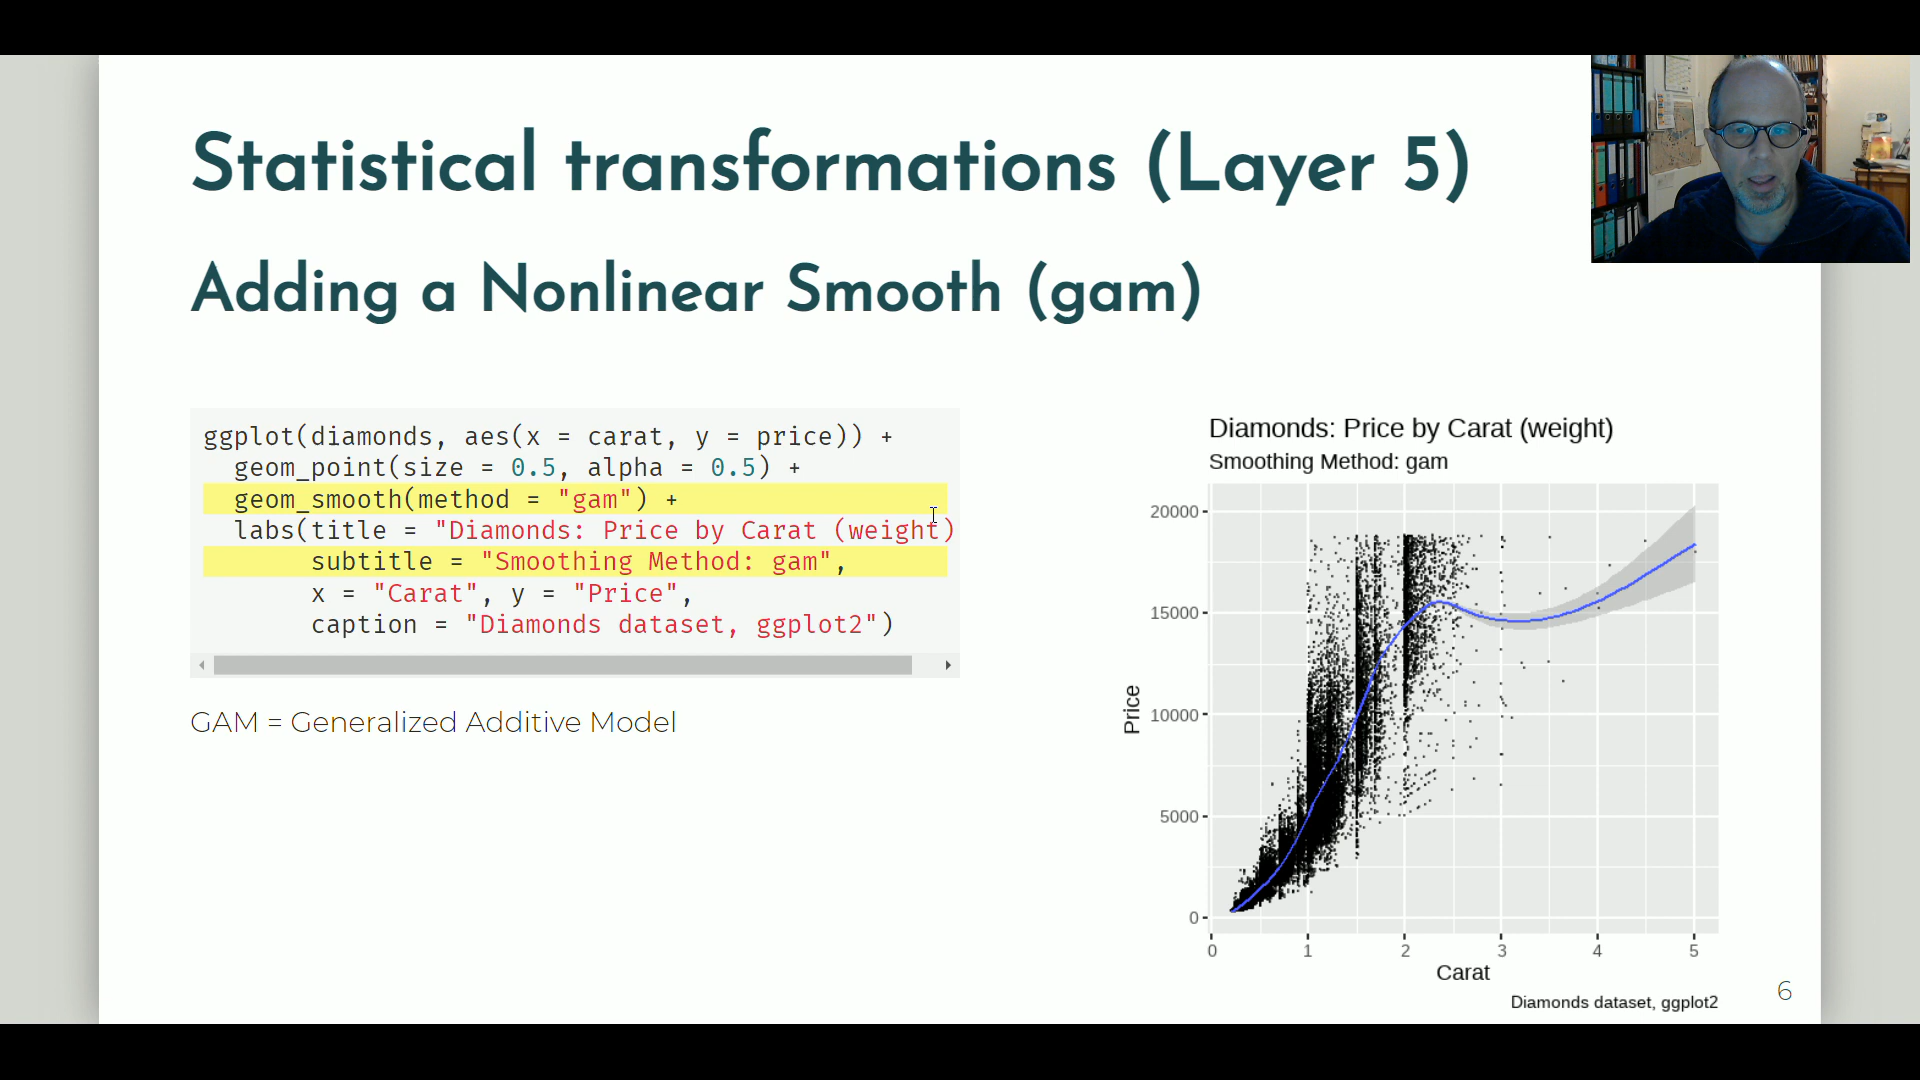 Statistical transformations (Layer 5)
Adding a Nonlinear Smooth (gam)
ggplot(diamonds, aes(x = carat, y = price)) +
geom_point(size = 0.5, alpha = 0.5) +
geom_smooth(method = "gam") +
labs(title = "Diamonds: Price by Carat (weight)
subtitle = "Smoothing Method: gam",
x = "Carat", y = "Price",
caption = "Diamonds dataset, ggplot2")
GAM = Generalized Additive Model
Diamonds: Price by Carat (weight)
Smoothing Method: gam
20000
15000
10000
5000
0
Price
0 1 2 3 4 5
Carat
Diamonds dataset, ggplot2
6